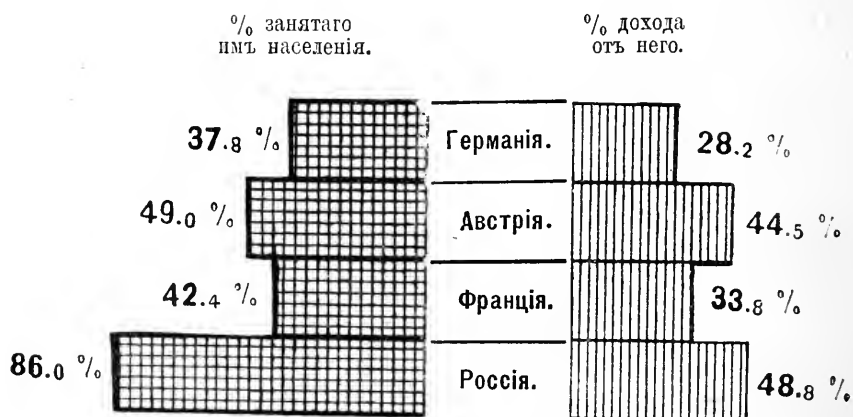 % занятаго
имъ населенія.
% дохода
отъ него.
37.8 % Германія. 28.2 %
49.0 % Австрія. 44.5 %
42.4 % Франція. 33.8 %
86.0 % Россія. 48.8 %